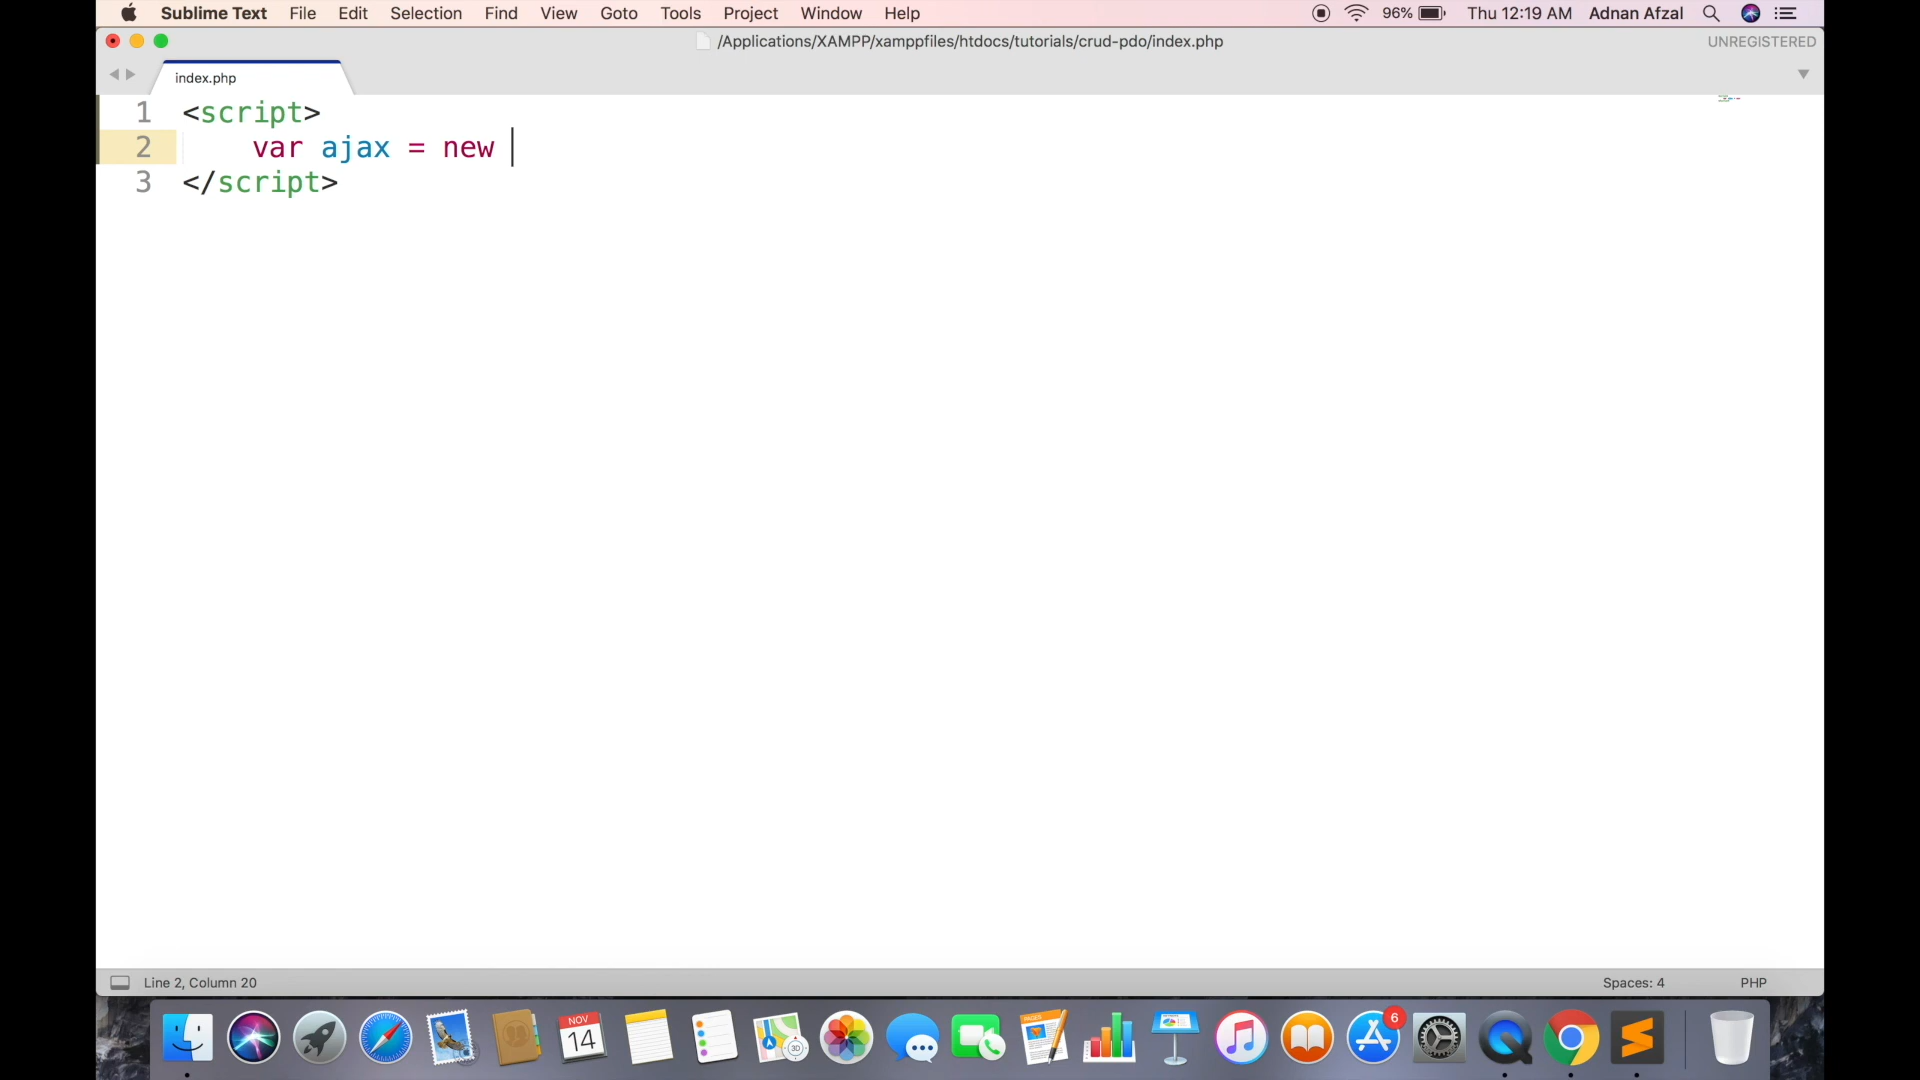 Sublime Text File Edit Selection Find View Goto Tools Project Window Help 96% Thu 12:19 AM Adnan Afzal
/Applications/XAMPP/xamppfiles/htdocs/tutorials/crud-pdo/index.php UNREGISTERED
index.php
1 <script>
2 var ajax = new
3 </script>
Line 2, Column 20 Spaces: 4 PHP
NOV
14
6